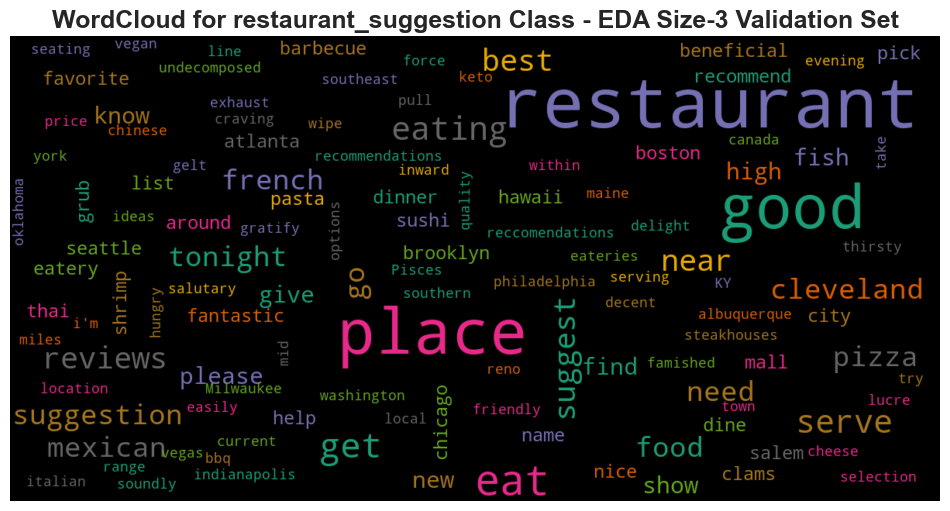 WordCloud for restaurant_suggestion Class - EDA Size-3 Validation Set
seating vegan line barbecue force best beneficial evening pick
undecomposed southeast keto recommend
favorite restaurant
know exhaust pull
price chinese craving wipe eating canada take
atlanta
york recommendations inward within boston high fish
gelt french
oklahoma grub list pasta dinner quality hawaii maine good
ideas around gratify options sushi reccomendations delight
seattle tonight brooklyn eateries near thirsty
eatery Pisces
salutary go southern philadelphia serving KY cleveland
thai shrimp hungry give decent
i'm fantastic place suggest albuquerque city
miles steakhouses
reviews mid find famished mall pizza
please reno try
location Milwaukee washington need
easily chicago friendly town lucre
suggestion help local serve
name dine
mexican current get food salem cheese
vegas
italian range bbq indianapolis new eat nice clams selection
soundly show